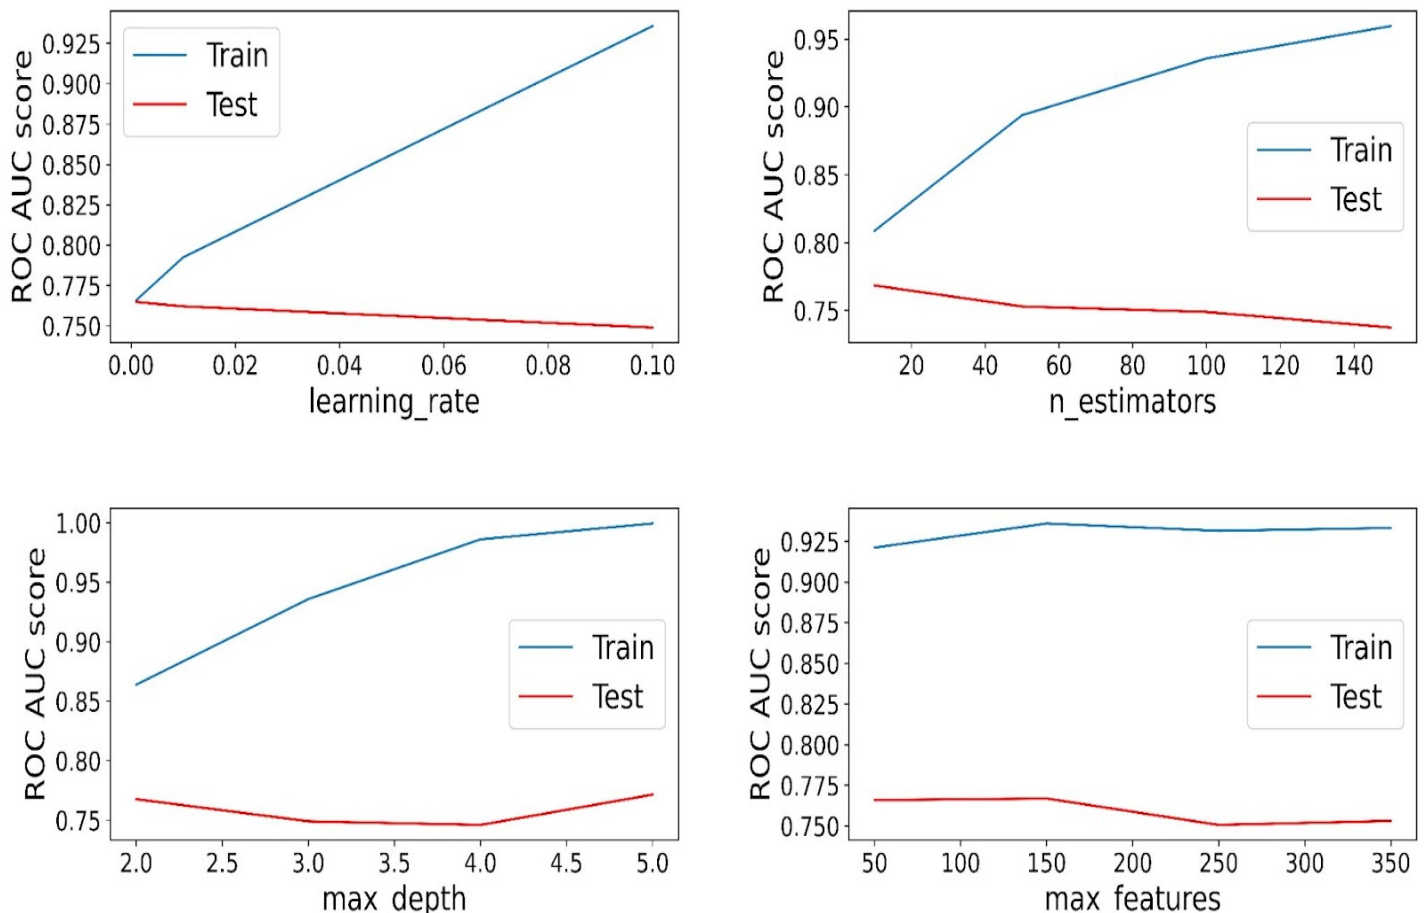 ROC AUC score
0.925
0.900
0.875
0.850
0.825
0.800
0.775
0.750
Train
Test
0.00 0.02 0.04 0.06 0.08 0.10
learning_rate
ROC AUC score
0.95
0.90
0.85
0.80
0.75
Train
Test
20 40 60 80 100 120 140
n_estimators
ROC AUC score
1.00
0.95
0.90
0.85
0.80
0.75
Train
Test
2.0 2.5 3.0 3.5 4.0 4.5 5.0
max_depth
ROC AUC score
0.925
0.900
0.875
0.850
0.825
0.800
0.775
0.750
Train
Test
50 100 150 200 250 300 350
max_features